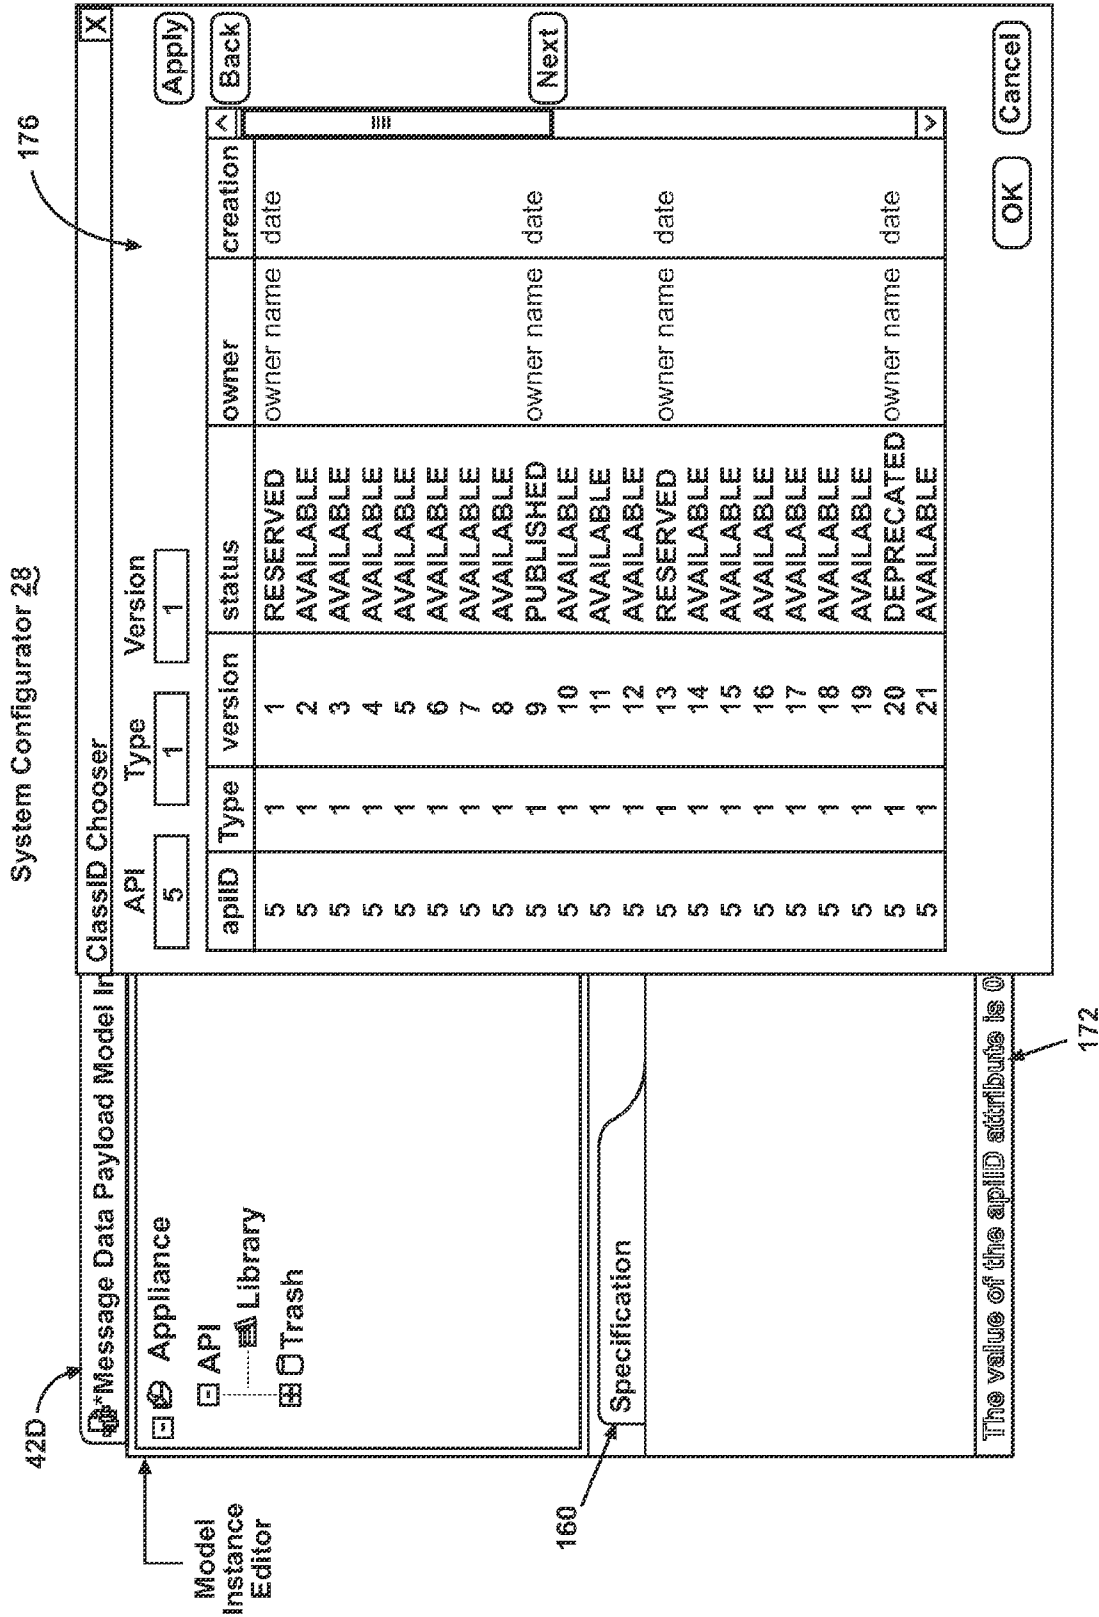 System Configurator 28
176
42D
Model
Instance
Editor
*Message Data Payload Model In
Appliance
API
Library
Trash
160
Specification
The value of the apiID attribute is 0
172
ClassID Chooser X
API Type Version
5 1 1 Apply
Back
Next
apiID Type version status owner creation
5 1 1 RESERVED owner name date
5 1 2 AVAILABLE
5 1 3 AVAILABLE
5 1 4 AVAILABLE
5 1 5 AVAILABLE
5 1 6 AVAILABLE
5 1 7 AVAILABLE
5 1 8 AVAILABLE
5 1 9 PUBLISHED owner name date
5 1 10 AVAILABLE
5 1 11 AVAILABLE
5 1 12 AVAILABLE
5 1 13 RESERVED owner name date
5 1 14 AVAILABLE
5 1 15 AVAILABLE
5 1 16 AVAILABLE
5 1 17 AVAILABLE
5 1 18 AVAILABLE
5 1 19 AVAILABLE
5 1 20 DEPRECATED owner name date
5 1 21 AVAILABLE
OK Cancel